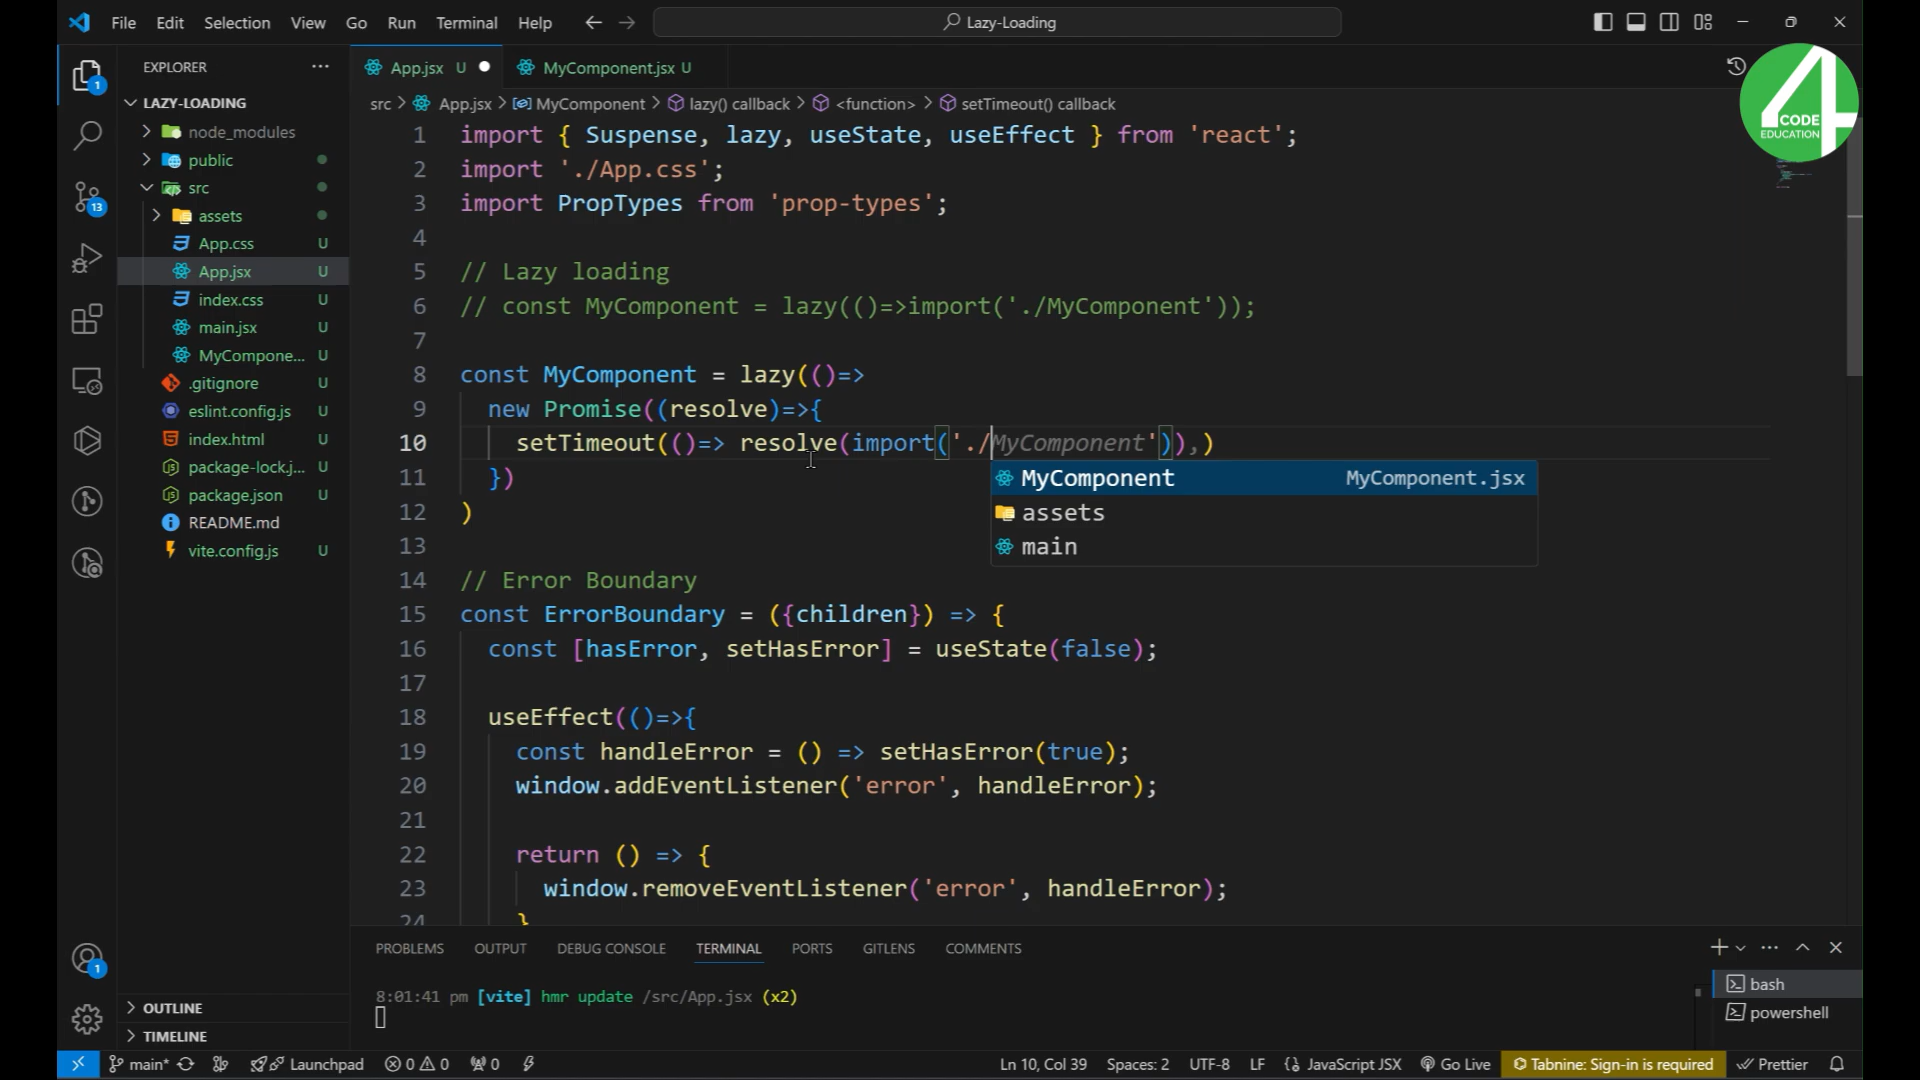 File Edit Selection View Go Run Terminal Help
Lazy-Loading
EXPLORER
LAZY-LOADING
node_modules
public
src
assets
App.css U
App.jsx U
index.css U
main.jsx U
MyCompone... U
.gitignore
eslint.config.js U
index.html U
package-lock.j... U
package.json U
README.md
vite.config.js U
OUTLINE
TIMELINE
1
13
1
App.jsx U
MyComponent.jsx U
4
CODE
EDUCATION
src > App.jsx > MyComponent > lazy() callback > <function> > setTimeout() callback
1 import { Suspense, lazy, useState, useEffect } from 'react';
2 import './App.css';
3 import PropTypes from 'prop-types';
4
5 // Lazy loading
6 // const MyComponent = lazy(()=>import('./MyComponent'));
7
8 const MyComponent = lazy(()=>
9 new Promise((resolve)=>{
10 setTimeout(()=> resolve(import('./MyComponent')),)
MyComponent MyComponent.jsx
assets
main
11 })
12 )
13
14 // Error Boundary
15 const ErrorBoundary = ({children}) => {
16 const [hasError, setHasError] = useState(false);
17
18 useEffect(()=>{
19 const handleError = () => setHasError(true);
20 window.addEventListener('error', handleError);
21
22 return () => {
23 window.removeEventListener('error', handleError);
24 }
PROBLEMS OUTPUT DEBUG CONSOLE TERMINAL PORTS GITLENS COMMENTS
8:01:41 pm [vite] hmr update /src/App.jsx (x2)
bash
powershell
main* Launchpad 0 0 0 Ln 10, Col 39 Spaces: 2 UTF-8 LF JavaScript JSX Go Live Tabnine: Sign-in is required Prettier